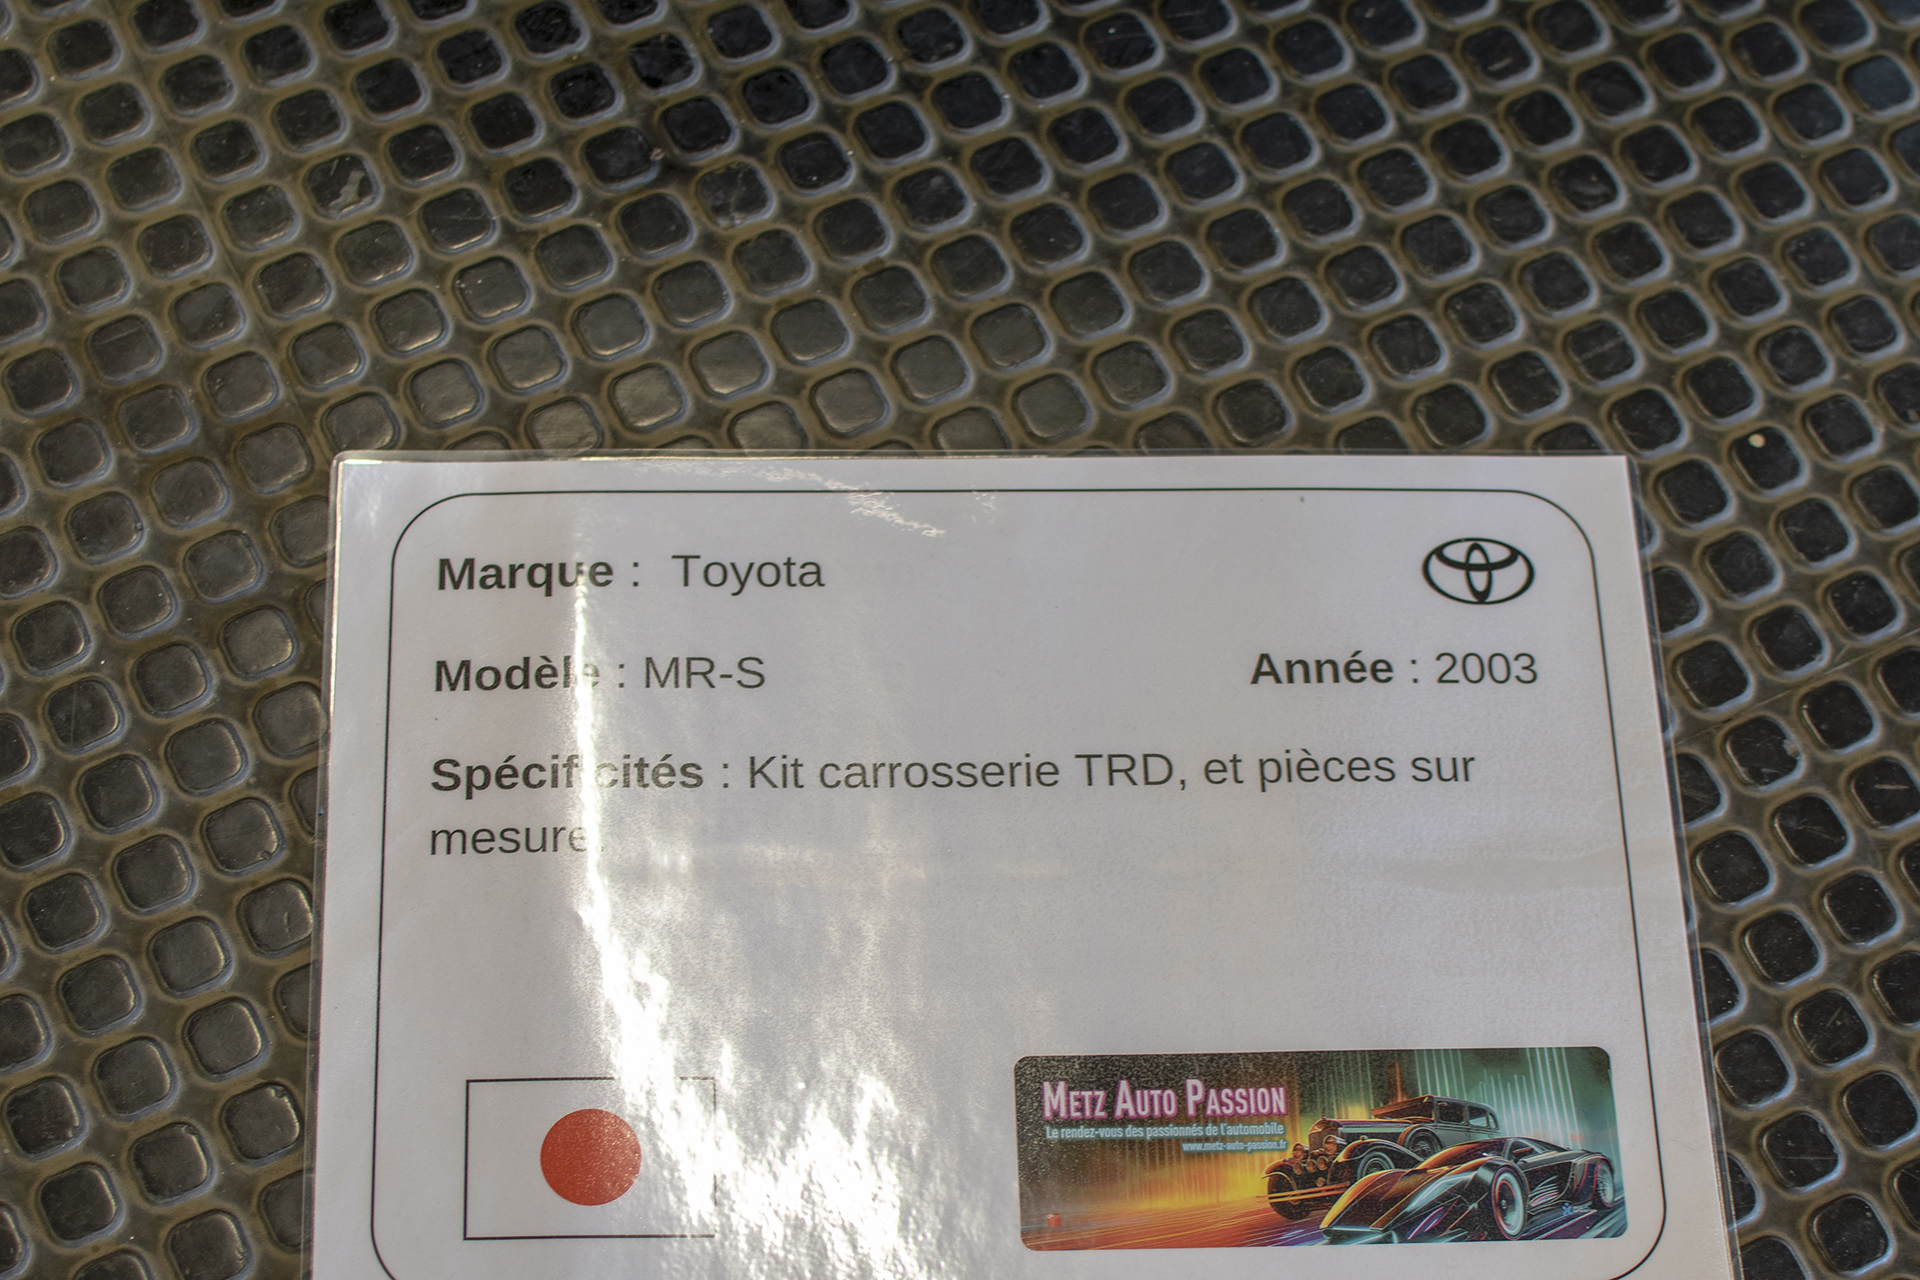 Marque : Toyota
Modèle : MR-S
Année : 2003
Spécificités : Kit carrosserie TRD, et pièces sur
mesure.
METZ AUTO PASSION
Le rendez-vous des passionnés de l'automobile
www.metz-auto-passion.fr